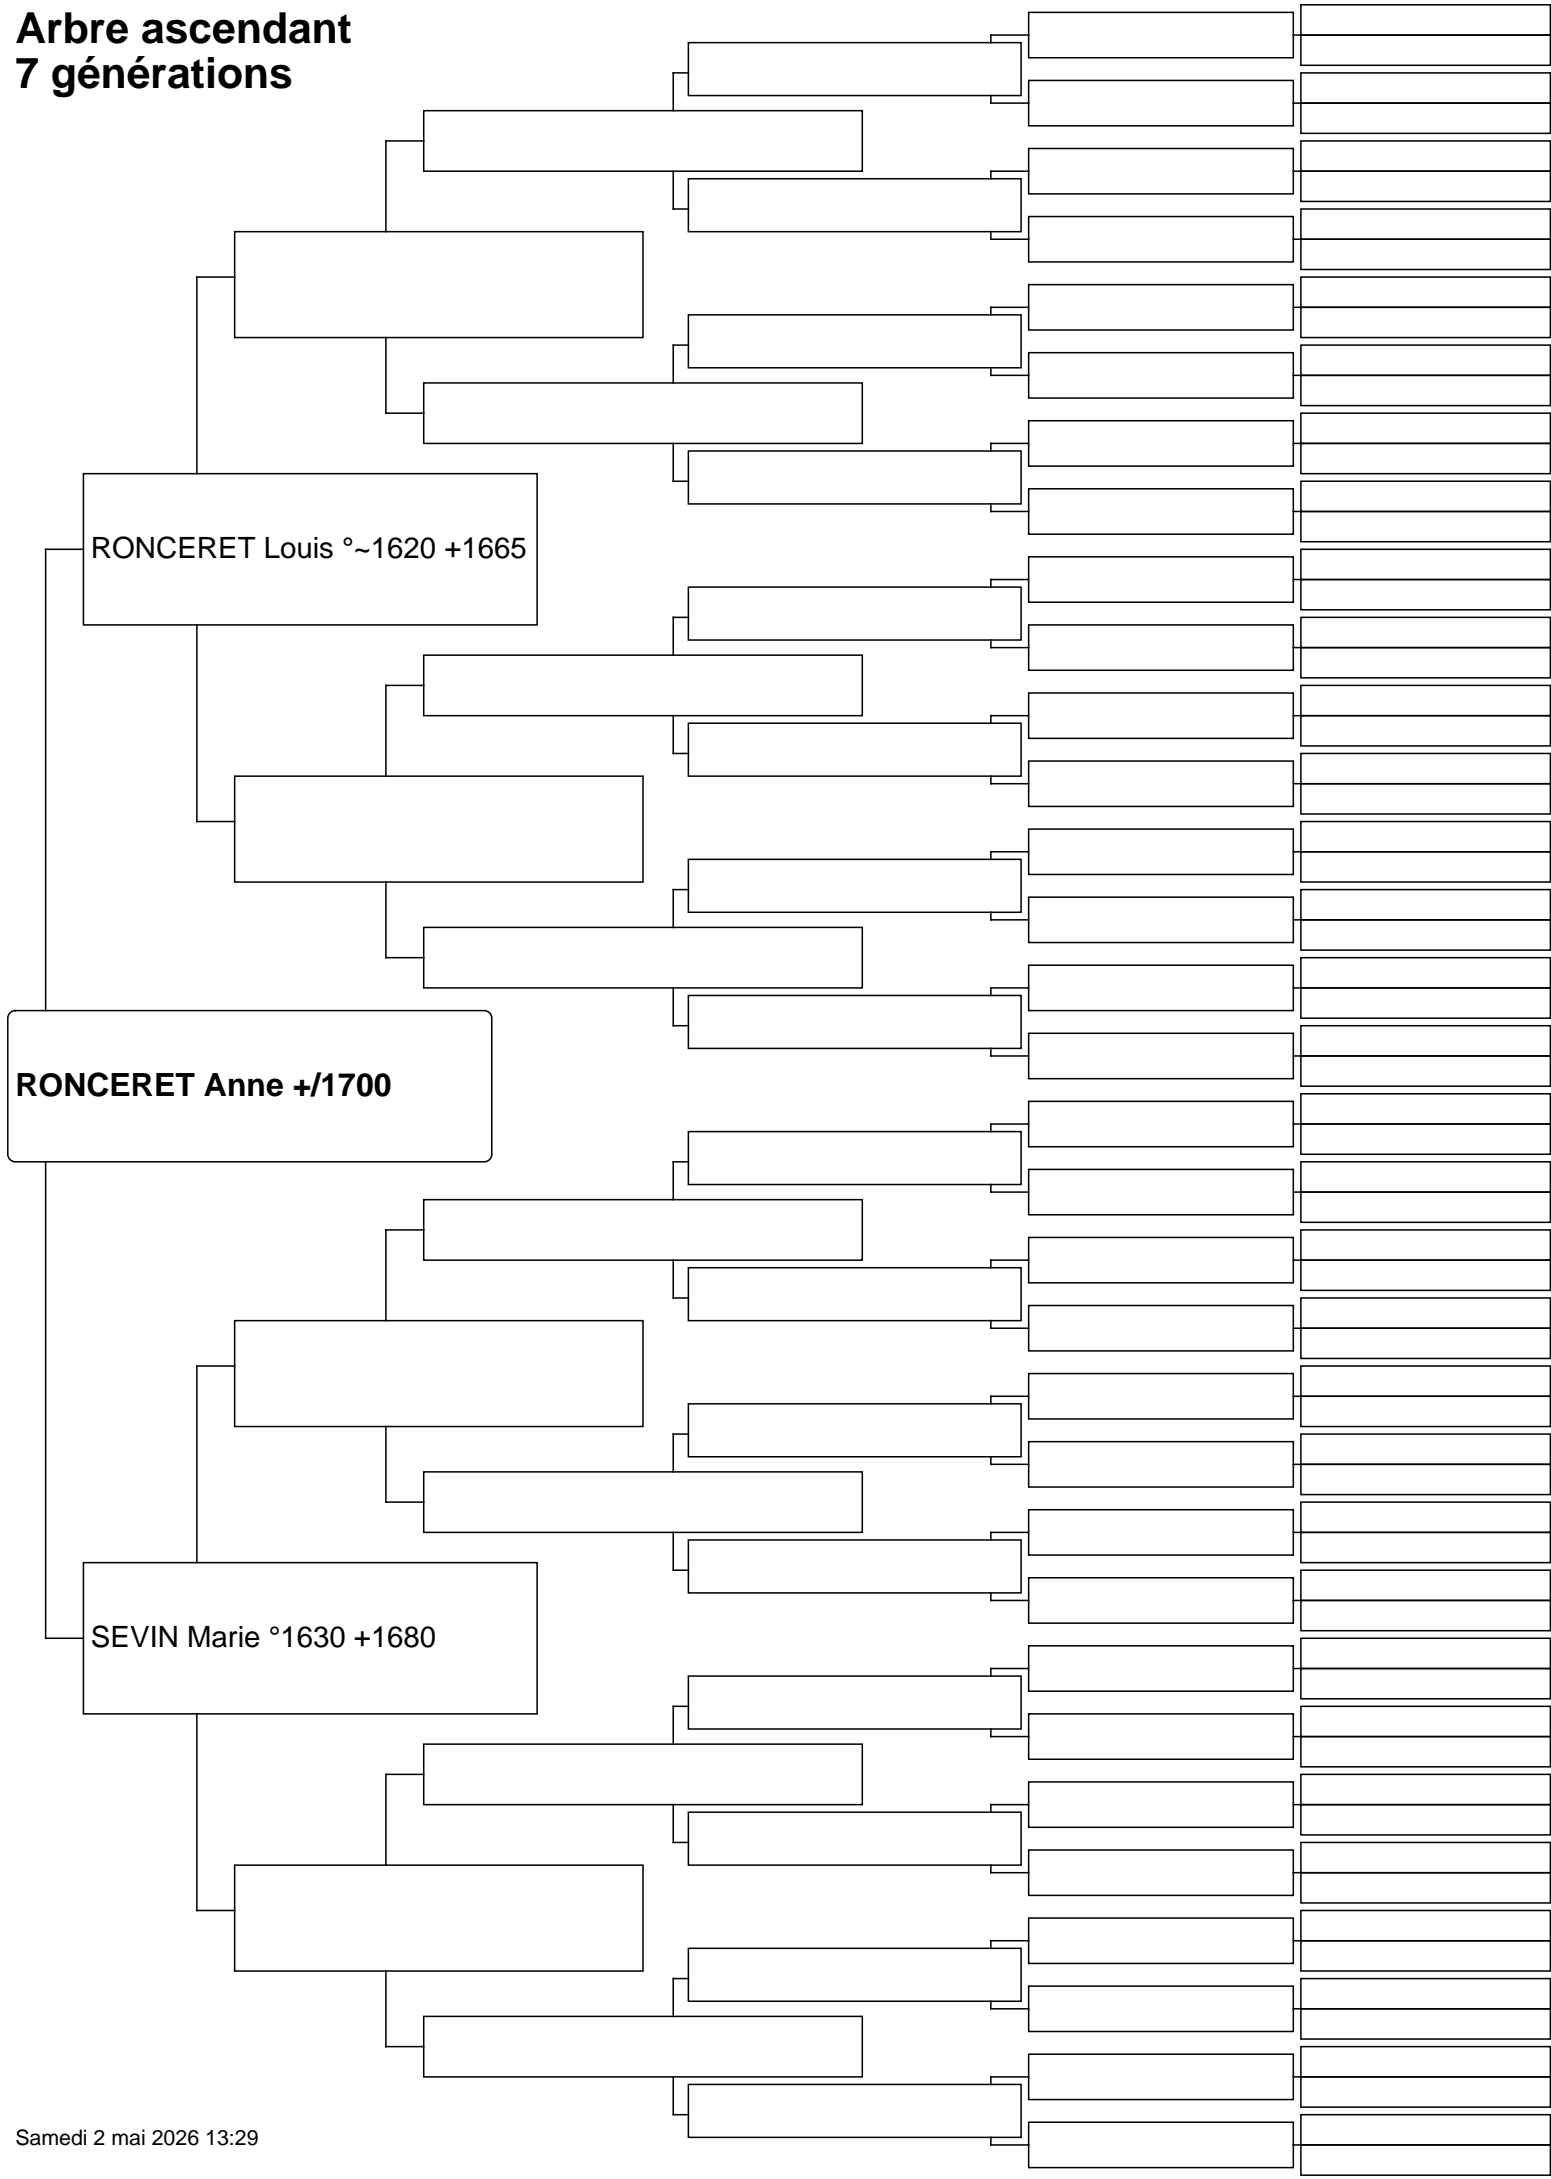 Arbre ascendant
7 générations
RONCERET Louis °~1620 +1665
RONCERET Anne +/1700
SEVIN Marie °1630 +1680
Samedi 2 mai 2026 13:29